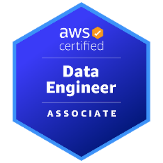 aws
certified
Data
Engineer
ASSOCIATE